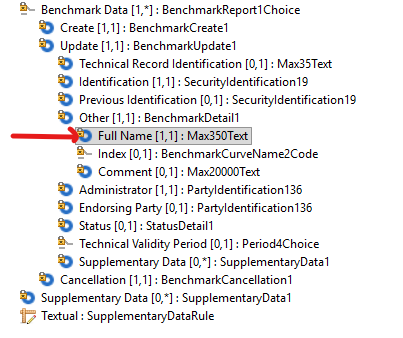 Benchmark Data [1,*] : BenchmarkReport1Choice
Create [1,1] : BenchmarkCreate1
Update [1,1] : BenchmarkUpdate1
Technical Record Identification [0,1] : Max35Text
Identification [1,1] : SecurityIdentification19
Previous Identification [0,1] : SecurityIdentification19
Other [1,1] : BenchmarkDetail1
Full Name [1,1] : Max350Text
Index [0,1] : BenchmarkCurveName2Code
Comment [0,1] : Max20000Text
Administrator [1,1] : PartyIdentification136
Endorsing Party [0,1] : PartyIdentification136
Status [0,1] : StatusDetail1
Technical Validity Period [0,1] : Period4Choice
Supplementary Data [0,*] : SupplementaryData1
Cancellation [1,1] : BenchmarkCancellation1
Supplementary Data [0,*] : SupplementaryData1
Textual : SupplementaryDataRule